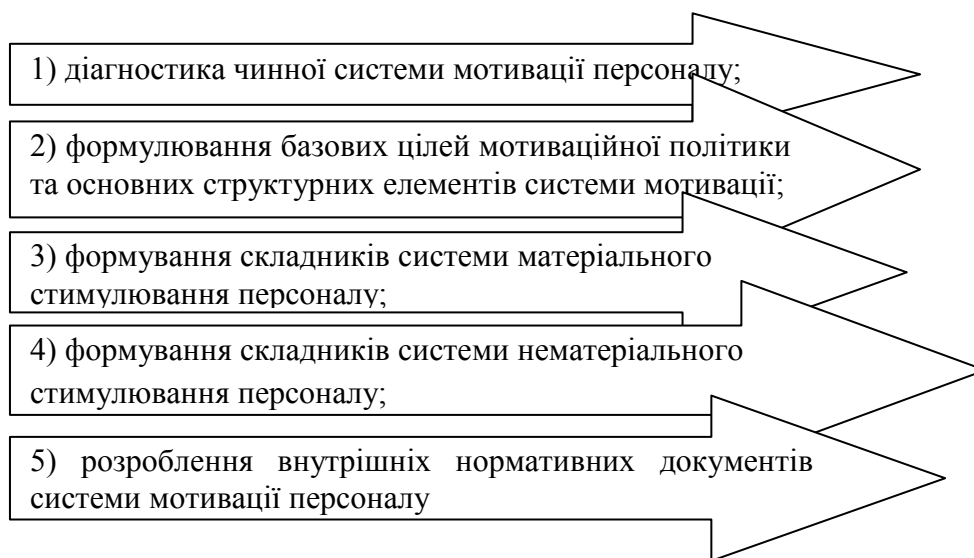 1) діагностика чинної системи мотивації персоналу;
2) формулювання базових цілей мотиваційної політики
та основних структурних елементів системи мотивації;
3) формування складників системи матеріального
стимулювання персоналу;
4) формування складників системи нематеріального
стимулювання персоналу;
5) розроблення внутрішніх нормативних документів
системи мотивації персоналу